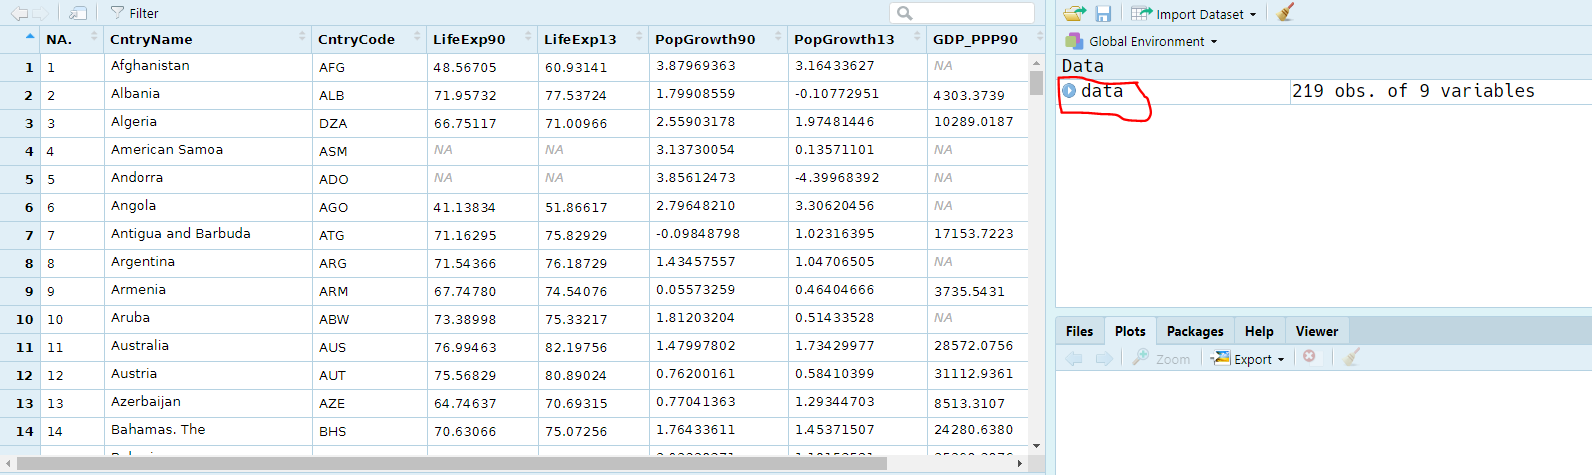 Filter
NA. CntryName CntryCode LifeExp90 LifeExp13 PopGrowth90 PopGrowth13 GDP_PPP90
1 1 Afghanistan AFG 48.56705 60.93141 3.87969363 3.16433627 NA
2 2 Albania ALB 71.95732 77.53724 1.79908559 -0.10772951 4303.3739
3 3 Algeria DZA 66.75117 71.00966 2.55903178 1.97481446 10289.0187
4 4 American Samoa ASM NA NA 3.13730054 0.13571101 NA
5 5 Andorra ADO NA NA 3.85612473 -4.39968392 NA
6 6 Angola AGO 41.13834 51.86617 2.79648210 3.30620456 NA
7 7 Antigua and Barbuda ATG 71.16295 75.82929 -0.09848798 1.02316395 17153.7223
8 8 Argentina ARG 71.54366 76.18729 1.43457557 1.04706505 NA
9 9 Armenia ARM 67.74780 74.54076 0.05573259 0.46404666 3735.5431
10 10 Aruba ABW 73.38998 75.33217 1.81203204 0.51433528 NA
11 11 Australia AUS 76.99463 82.19756 1.47997802 1.73429977 28572.0756
12 12 Austria AUT 75.56829 80.89024 0.76200161 0.58410399 31112.9361
13 13 Azerbaijan AZE 64.74637 70.69315 0.77041363 1.29344703 8513.3107
14 14 Bahamas. The BHS 70.63066 75.07256 1.76433611 1.45371507 24280.6380
Import Dataset
Global Environment
Data
data 219 obs. of 9 variables
Files Plots Packages Help Viewer
Zoom Export